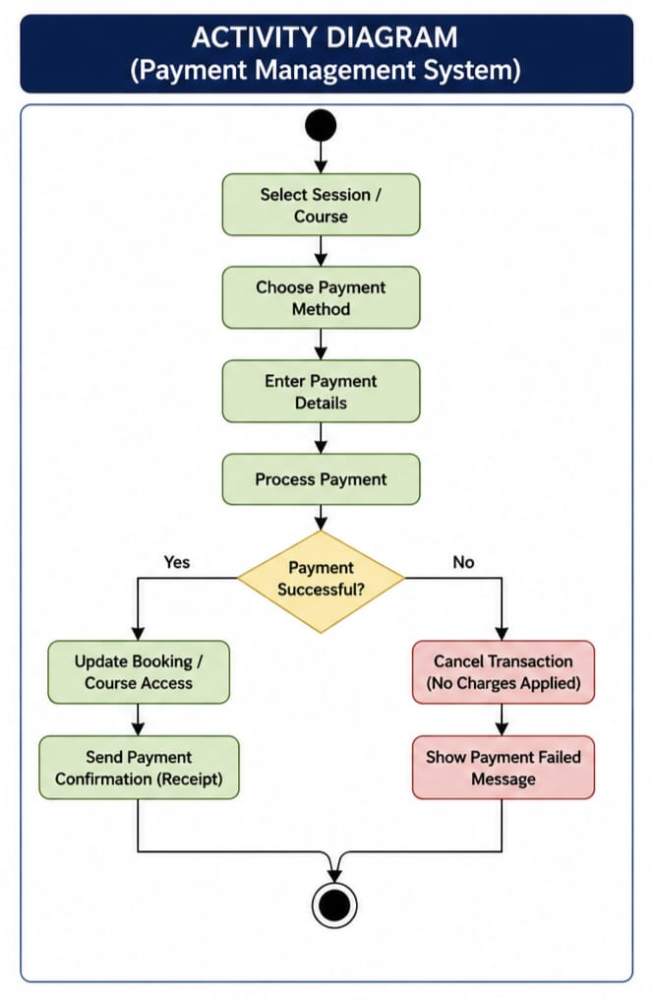 ACTIVITY DIAGRAM
(Payment Management System)
Select Session /
Course
Choose Payment
Method
Enter Payment
Details
Process Payment
Payment
Successful?
Yes
No
Update Booking /
Course Access
Send Payment
Confirmation (Receipt)
Cancel Transaction
(No Charges Applied)
Show Payment Failed
Message